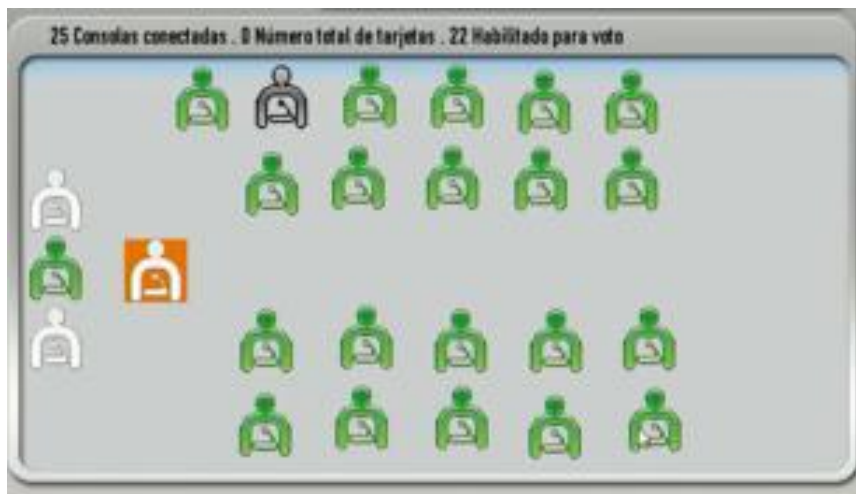 25 Consolas conectadas . 0 Número total de tarjetas . 22 Habilitado para voto